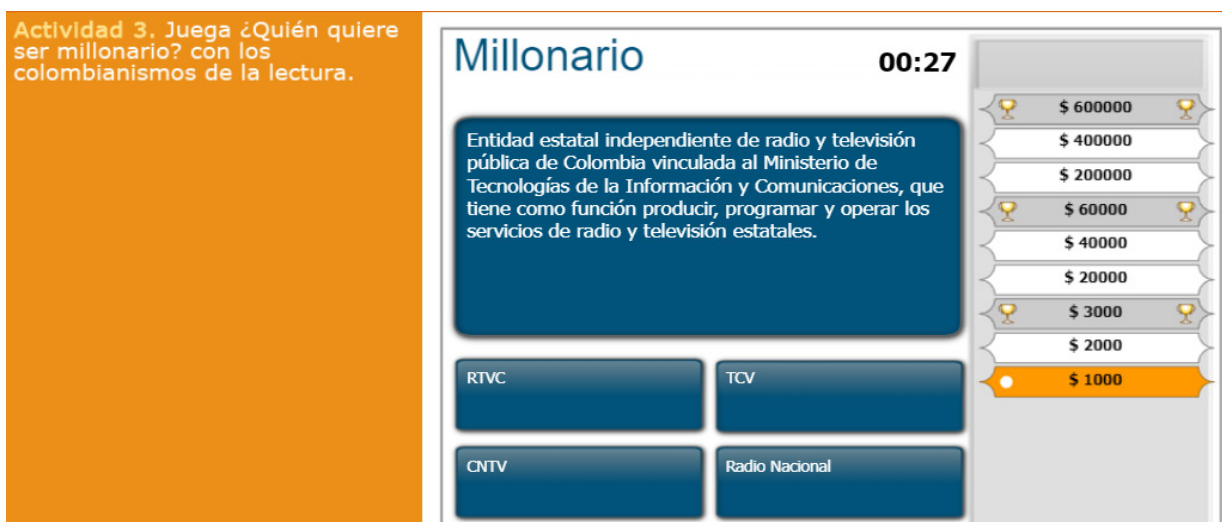 Actividad 3. Juega ¿Quién quiere
ser millonario? con los
colombianismos de la lectura.
Millonario
00:27
Entidad estatal independiente de radio y televisión
pública de Colombia vinculada al Ministerio de
Tecnologías de la Información y Comunicaciones, que
tiene como función producir, programar y operar los
servicios de radio y televisión estatales.
RTVC
TCV
CNTV
Radio Nacional
$ 600000
$ 400000
$ 200000
$ 60000
$ 40000
$ 20000
$ 3000
$ 2000
$ 1000